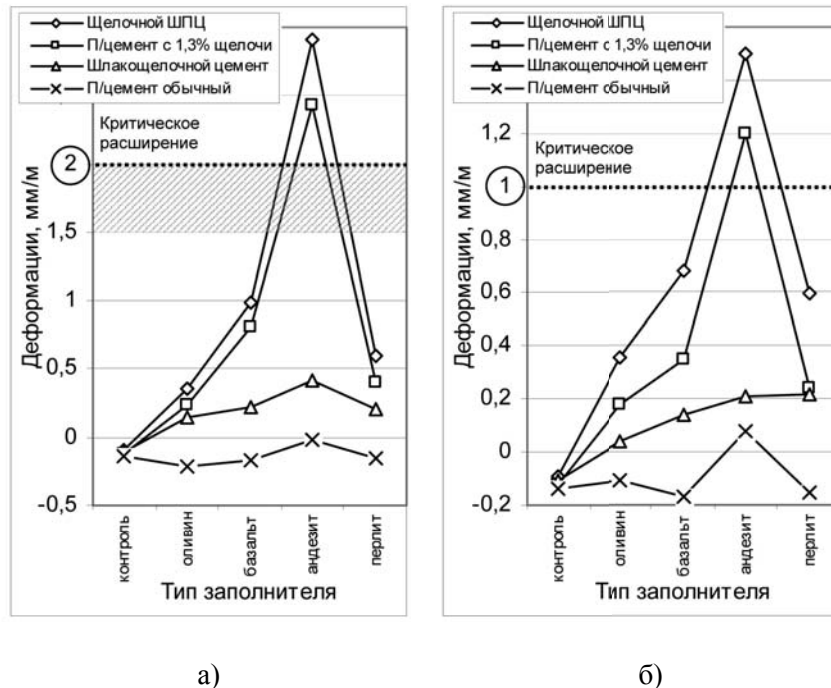 Щелочной ШПЦ
П/цемент с 1,3% щелочи
Шлакощелочной цемент
П/цемент обычный
Критическое
расширение
2
1,5
1
0,5
0
-0,5
Деформации, мм/м
контроль
оливин
базальт
андезит
перлит
Тип заполнителя
а)
Щелочной ШПЦ
П/цемент с 1,3% щелочи
Шлакощелочной цемент
П/цемент обычный
1,2
Критическое
расширение
1
0,8
0,6
0,4
0,2
0
-0,2
Деформации, мм/м
контроль
оливин
базальт
андезит
перлит
Тип заполнителя
б)